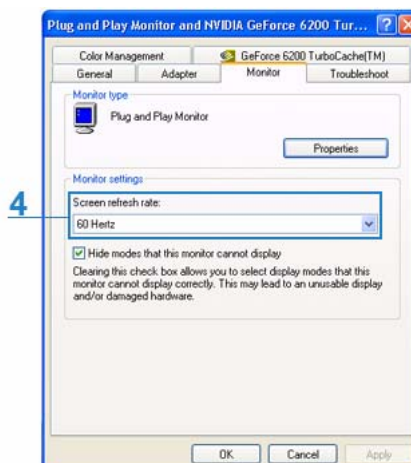 Plug and Play Monitor and NVIDIA GeForce 6200 Tur...
Color Management
GeForce 6200 TurboCache(TM)
General
Adapter
Monitor
Troubleshoot
Monitor type
Plug and Play Monitor
Properties
Monitor settings
4
Screen refresh rate:
60 Hertz
Hide modes that this monitor cannot display
Clearing this check box allows you to select display modes that this
monitor cannot display correctly. This may lead to an unusable display
and/or damaged hardware.
OK
Cancel
Apply